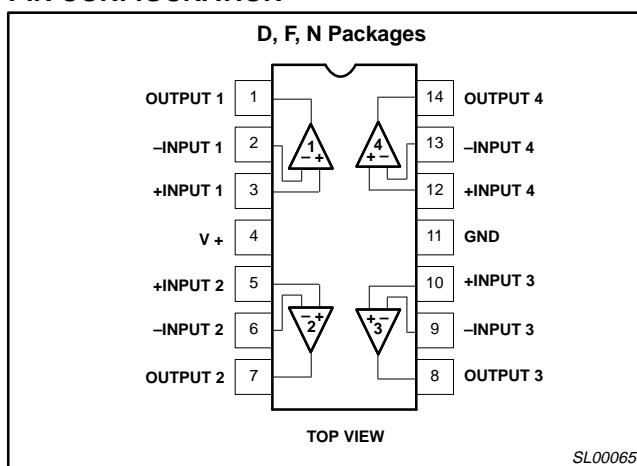 D, F, N Packages
OUTPUT 1 1 14 OUTPUT 4
–INPUT 1 2 1 – + 4 + – 13 –INPUT 4
+INPUT 1 3 12 +INPUT 4
V + 4 11 GND
+INPUT 2 5 10 +INPUT 3
–INPUT 2 6 – + 2 + – 3 9 –INPUT 3
OUTPUT 2 7 8 OUTPUT 3
TOP VIEW
SL00065